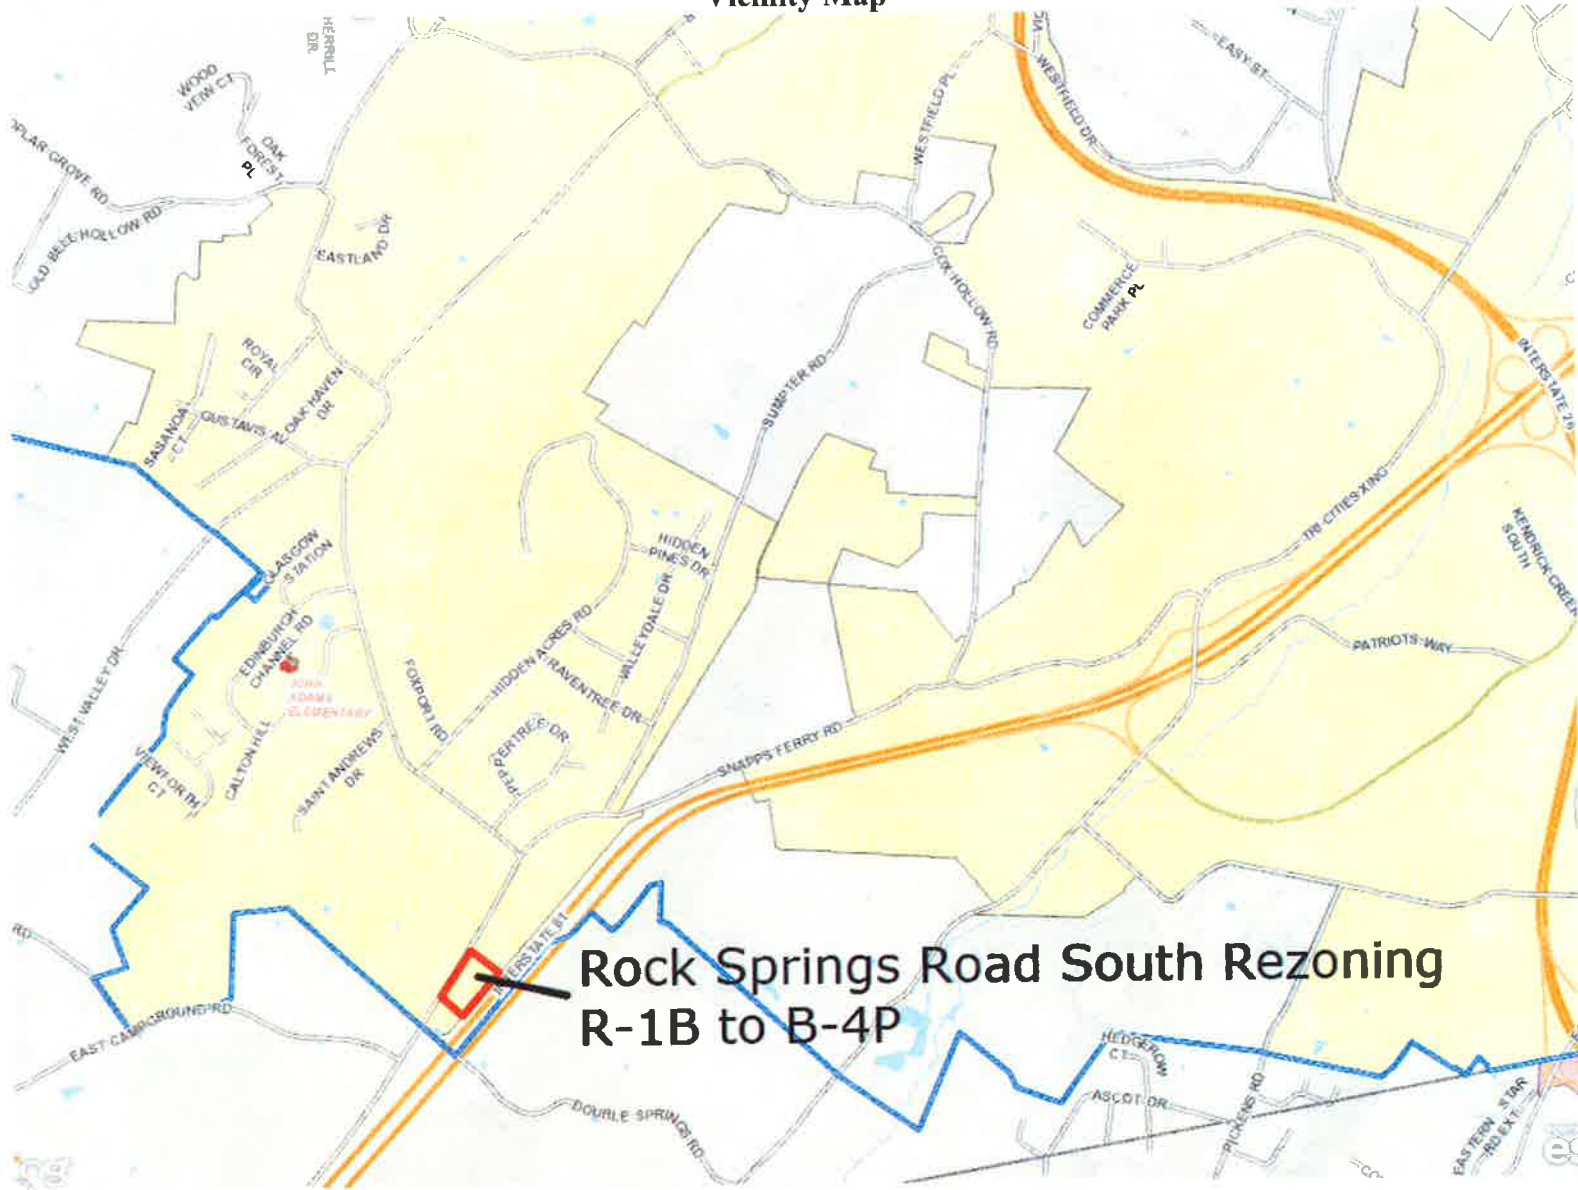 Vicinity Map
HERRILL
DR
WOOD
VEIW CT
OAK
FOREST
PL
OLD BELL HOLLOW RD
EASTLAND DR
WESTFIELD PL
WESTFIELD DR
EASY ST
COX HOLLOW RD
COMMERCE
PARK PL
INTERSTATE 26
ROYAL
CIR
OAK HAVEN
DR
GUSTAVIS AV
SASANOA
CT
SUMPTER RD
TRI-CITIES XING
KENDRICK CREEK
SOUTH
HIDDEN
PINES DR
GLASGOW
STATION
EDINBURGH
CHANNEL RD
JOHN
ADAMS
ELEMENTARY
VALLEYDALE DR
HIDDEN ACRES RD
RAVENTREE DR
PATRIOTS WAY
WEST VALLEY DR
FOXPORT RD
PEPPERTREE DR
SNAPPS FERRY RD
VIEWFORTH
CT
CALTON HILL
SAINT ANDREWS
DR
INTERSTATE 81
RD
Rock Springs Road South Rezoning
R-1B to B-4P
EAST CAMPGROUND RD
DOUBLE SPRINGS RD
HEDGEROW
CT
ASCOT DR
PICKENS RD
EASTERN STAR
RD EXT